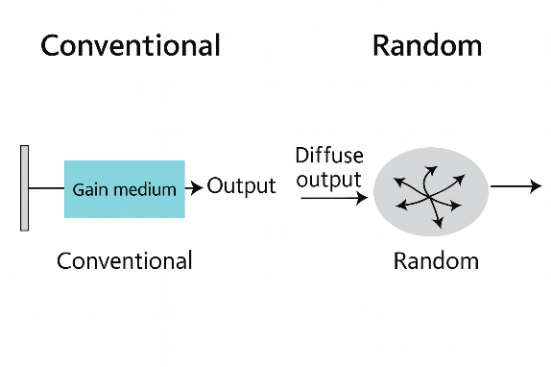 Conventional
Random
Gain medium
Output
Diffuse
output
Conventional
Random